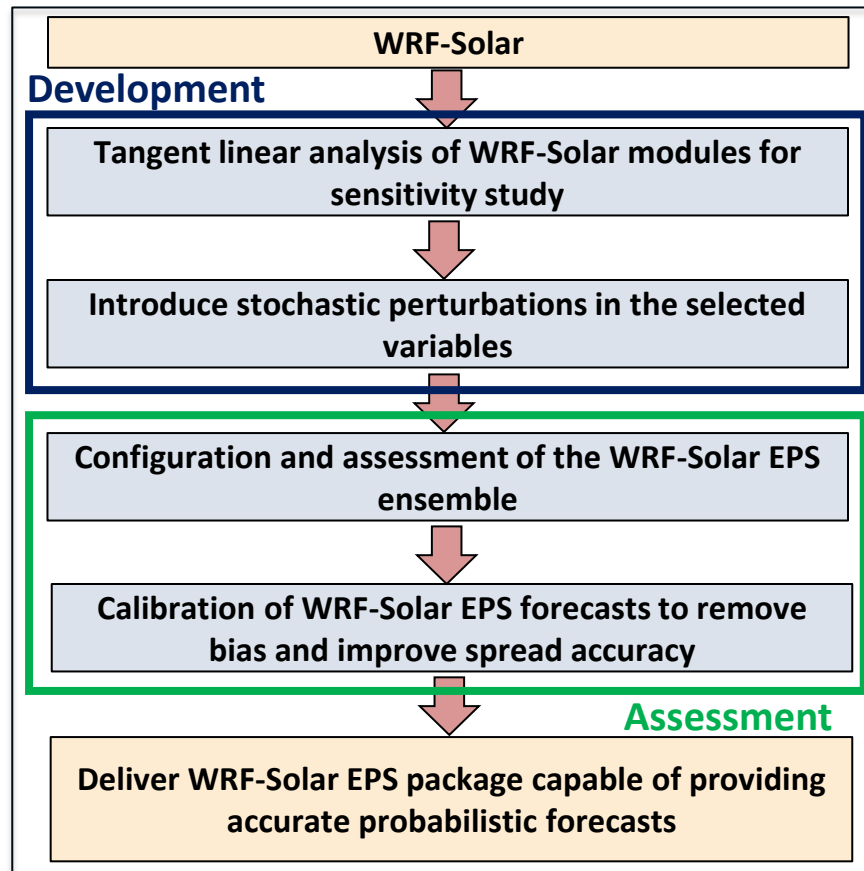 WRF-Solar
Development
Tangent linear analysis of WRF-Solar modules for
sensitivity study
Introduce stochastic perturbations in the selected
variables
Configuration and assessment of the WRF-Solar EPS
ensemble
Calibration of WRF-Solar EPS forecasts to remove
bias and improve spread accuracy
Assessment
Deliver WRF-Solar EPS package capable of providing
accurate probabilistic forecasts